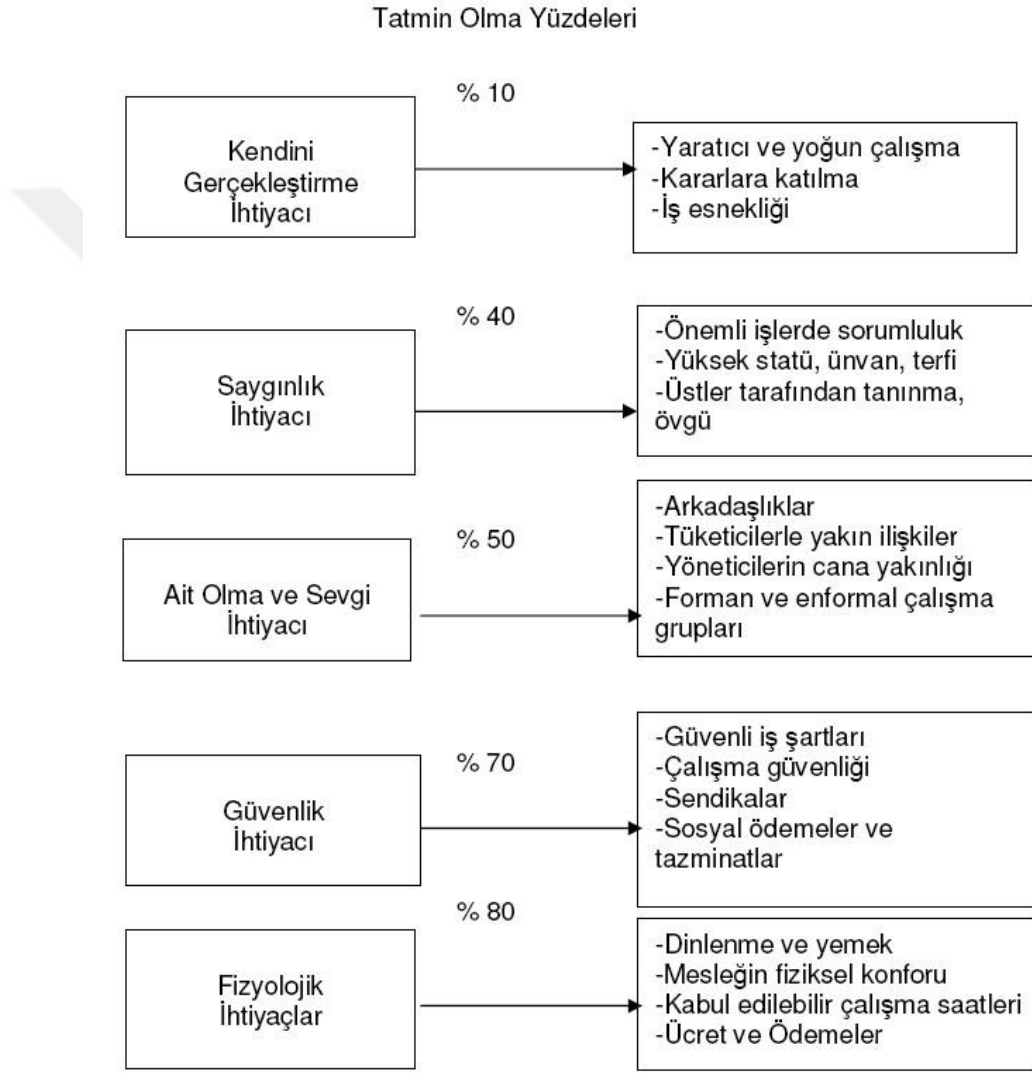 Tatmin Olma Yüzdeleri
% 10
Kendini
Gerçekleştirme
İhtiyacı
-Yaratıcı ve yoğun çalışma
-Kararlara katılma
-İş esnekliği
% 40
Saygınlık
İhtiyacı
-Önemli işlerde sorumluluk
-Yüksek statü, ünvan, terfi
-Üstler tarafından tanınma,
övgü
% 50
Ait Olma ve Sevgi
İhtiyacı
-Arkadaşlıklar
-Tüketicilerle yakın ilişkiler
-Yöneticilerin cana yakınlığı
-Forman ve enformal çalışma
grupları
% 70
Güvenlik
İhtiyacı
-Güvenli iş şartları
-Çalışma güvenliği
-Sendikalar
-Sosyal ödemeler ve
tazminatlar
% 80
Fizyolojik
İhtiyaçlar
-Dinlenme ve yemek
-Mesleğin fiziksel konforu
-Kabul edilebilir çalışma saatleri
-Ücret ve Ödemeler